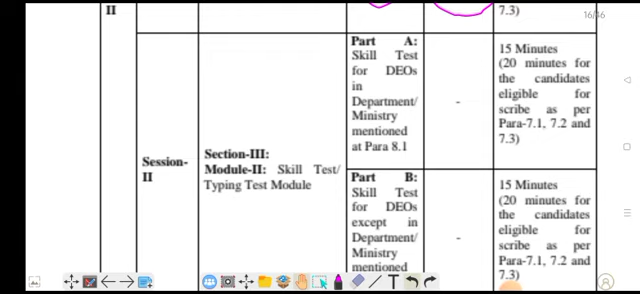 II
7.3)
16/46
Session-
II
Section-III:
Module-II: Skill Test/
Typing Test Module
Part A:
Skill Test
for DEOs
in
Department/
Ministry
mentioned
at Para 8.1
-
15 Minutes
(20 minutes for
the candidates
eligible for
scribe as per
Para-7.1, 7.2 and
7.3)
Part B:
Skill Test
for DEOs
except in
Department/
Ministry
mentioned
-
15 Minutes
(20 minutes for
the candidates
eligible for
scribe as per
Para-7.1, 7.2 and
7.3)
T